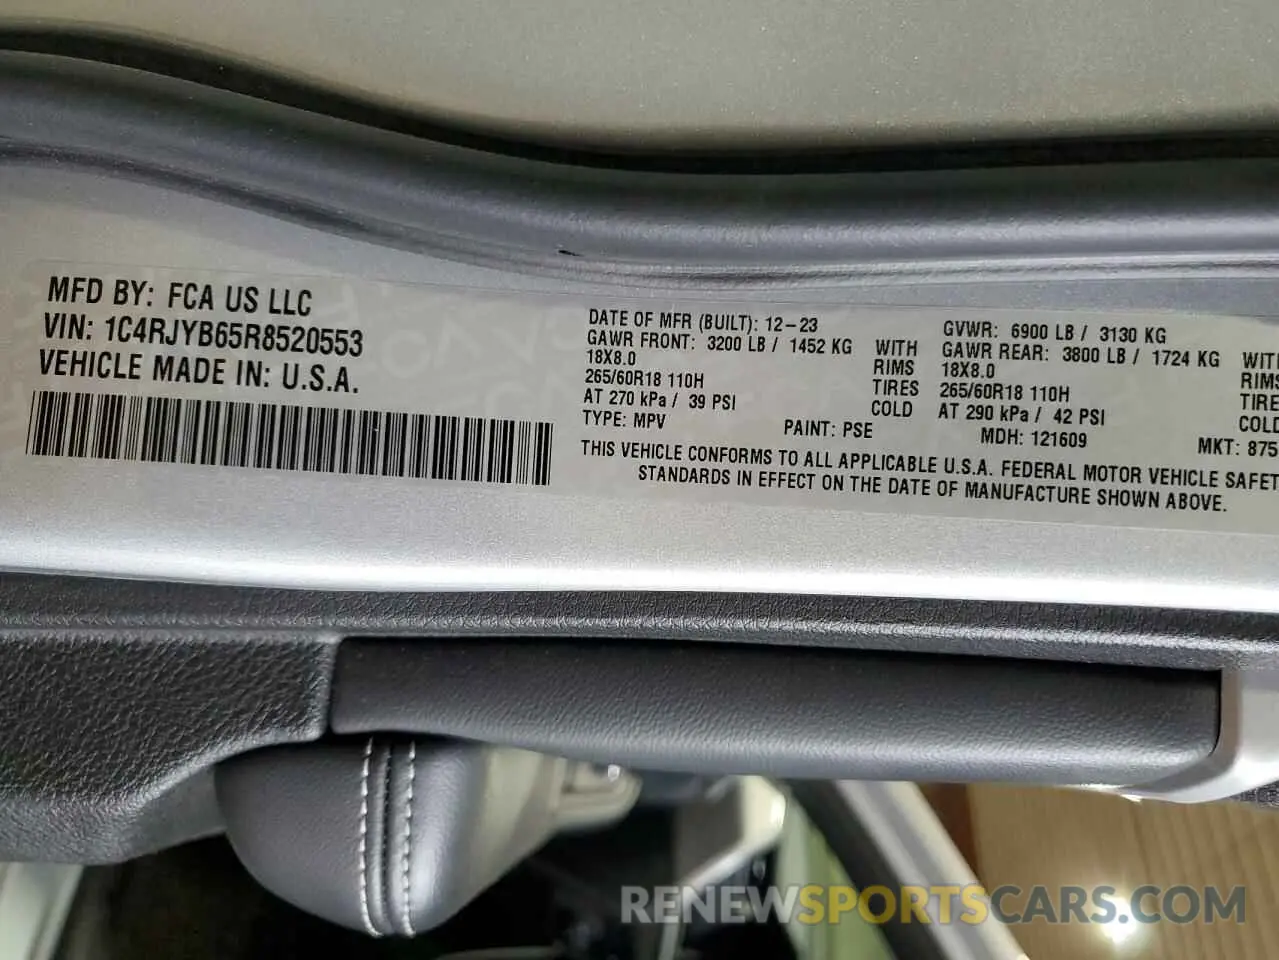 MFD BY: FCA US LLC
VIN: 1C4RJYB65R8520553
VEHICLE MADE IN: U.S.A.
DATE OF MFR (BUILT): 12-23
GAWR FRONT: 3200 LB / 1452 KG WITH
18X8.0 RIMS
265/60R18 110H TIRES
AT 270 kPa / 39 PSI COLD
TYPE: MPV PAINT: PSE
GVWR: 6900 LB / 3130 KG
GAWR REAR: 3800 LB / 1724 KG WITH
18X8.0 RIMS
265/60R18 110H TIRE
AT 290 kPa / 42 PSI COLD
MDH: 121609 MKT: 875
THIS VEHICLE CONFORMS TO ALL APPLICABLE U.S.A. FEDERAL MOTOR VEHICLE SAFET
STANDARDS IN EFFECT ON THE DATE OF MANUFACTURE SHOWN ABOVE.
RENEWSPORTSCARS.COM